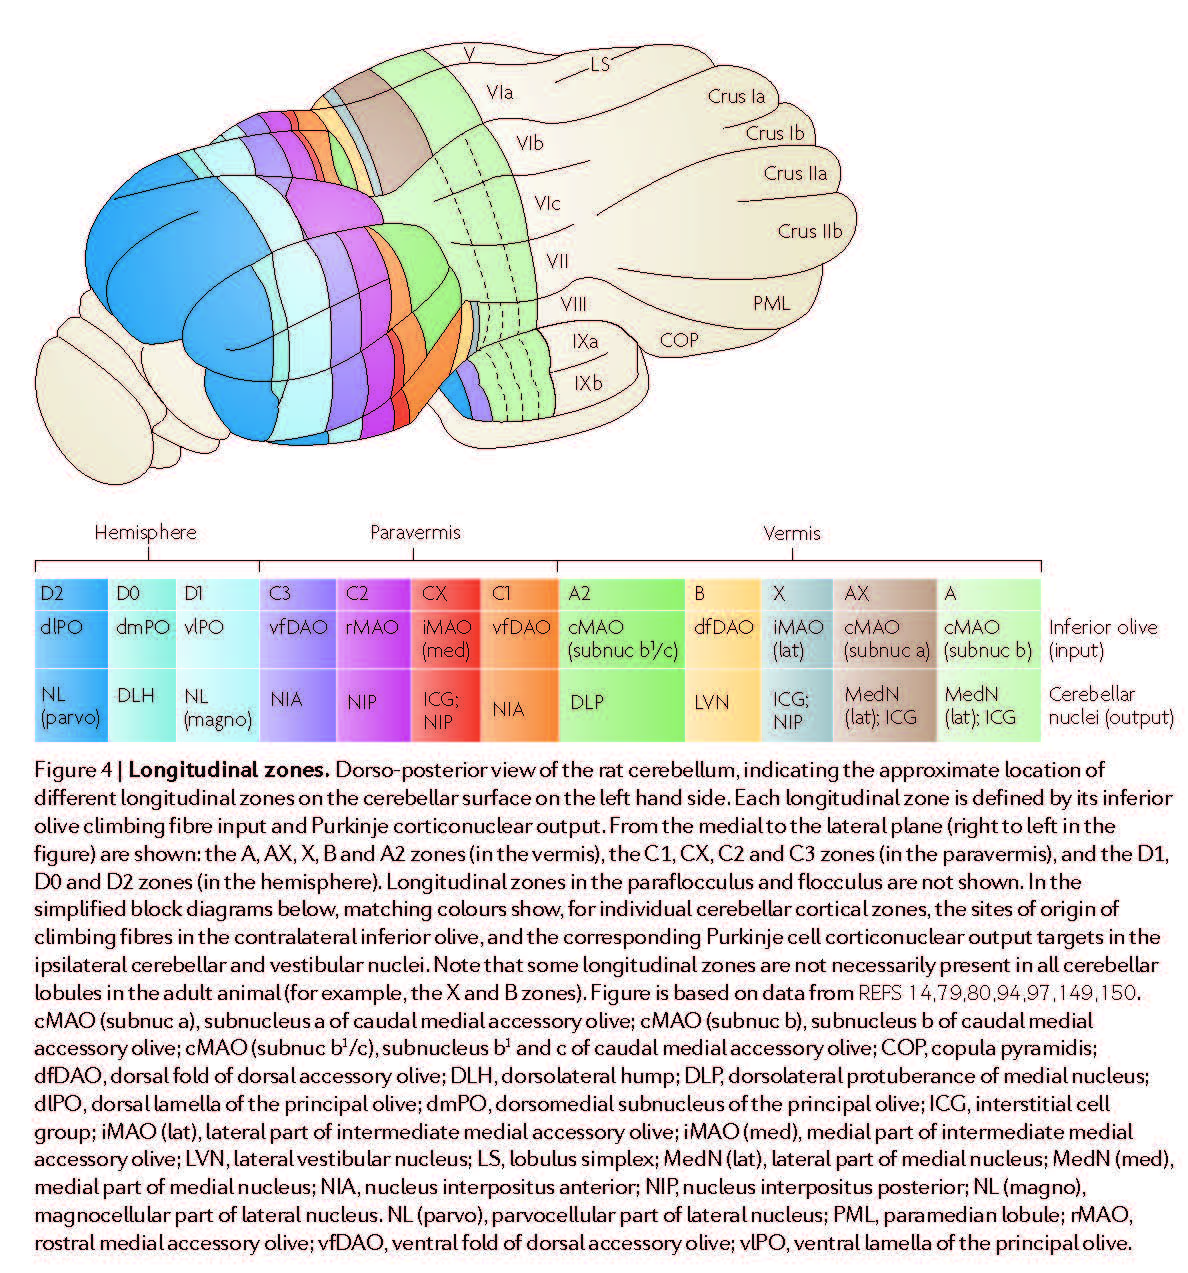 V
LS
VIa
Crus Ia
Crus Ib
VIb
Crus IIa
VIc
Crus IIb
VII
VIII
PML
IXa
COP
IXb
Hemisphere Paravermis Vermis
D2 D0 D1 C3 C2 CX C1 A2 B X AX A
dlPO dmPO vlPO vfDAO rMAO iMAO (med) vfDAO cMAO (subnuc b¹/c) dfDAO iMAO (lat) cMAO (subnuc a) cMAO (subnuc b) Inferior olive (input)
NL (parvo) DLH NL (magno) NIA NIP ICG; NIP NIA DLP LVN ICG; NIP MedN (lat); ICG MedN (lat); ICG Cerebellar nuclei (output)
Figure 4 | Longitudinal zones. Dorso-posterior view of the rat cerebellum, indicating the approximate location of
different longitudinal zones on the cerebellar surface on the left hand side. Each longitudinal zone is defined by its inferior
olive climbing fibre input and Purkinje corticonuclear output. From the medial to the lateral plane (right to left in the
figure) are shown: the A, AX, X, B and A2 zones (in the vermis), the C1, CX, C2 and C3 zones (in the paravermis), and the D1,
D0 and D2 zones (in the hemisphere). Longitudinal zones in the paraflocculus and flocculus are not shown. In the
simplified block diagrams below, matching colours show, for individual cerebellar cortical zones, the sites of origin of
climbing fibres in the contralateral inferior olive, and the corresponding Purkinje cell corticonuclear output targets in the
ipsilateral cerebellar and vestibular nuclei. Note that some longitudinal zones are not necessarily present in all cerebellar
lobules in the adult animal (for example, the X and B zones). Figure is based on data from REFS 14,79,80,94,97,149,150.
cMAO (subnuc a), subnucleus a of caudal medial accessory olive; cMAO (subnuc b), subnucleus b of caudal medial
accessory olive; cMAO (subnuc b¹/c), subnucleus b¹ and c of caudal medial accessory olive; COP, copula pyramidis;
dfDAO, dorsal fold of dorsal accessory olive; DLH, dorsolateral hump; DLP, dorsolateral protuberance of medial nucleus;
dlPO, dorsal lamella of the principal olive; dmPO, dorsomedial subnucleus of the principal olive; ICG, interstitial cell
group; iMAO (lat), lateral part of intermediate medial accessory olive; iMAO (med), medial part of intermediate medial
accessory olive; LVN, lateral vestibular nucleus; LS, lobulus simplex; MedN (lat), lateral part of medial nucleus; MedN (med),
medial part of medial nucleus; NIA, nucleus interpositus anterior; NIP, nucleus interpositus posterior; NL (magno),
magnocellular part of lateral nucleus. NL (parvo), parvocellular part of lateral nucleus; PML, paramedian lobule; rMAO,
rostral medial accessory olive; vfDAO, ventral fold of dorsal accessory olive; vlPO, ventral lamella of the principal olive.